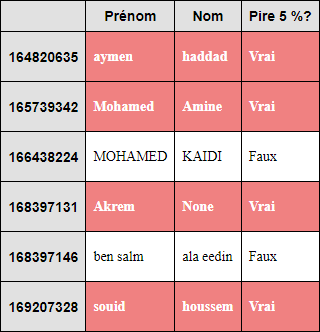 Prénom Nom Pire 5 %?
164820635 aymen haddad Vrai
165739342 Mohamed Amine Vrai
166438224 MOHAMED KAIDI Faux
168397131 Akrem None Vrai
168397146 ben salm ala eedin Faux
169207328 souid houssem Vrai